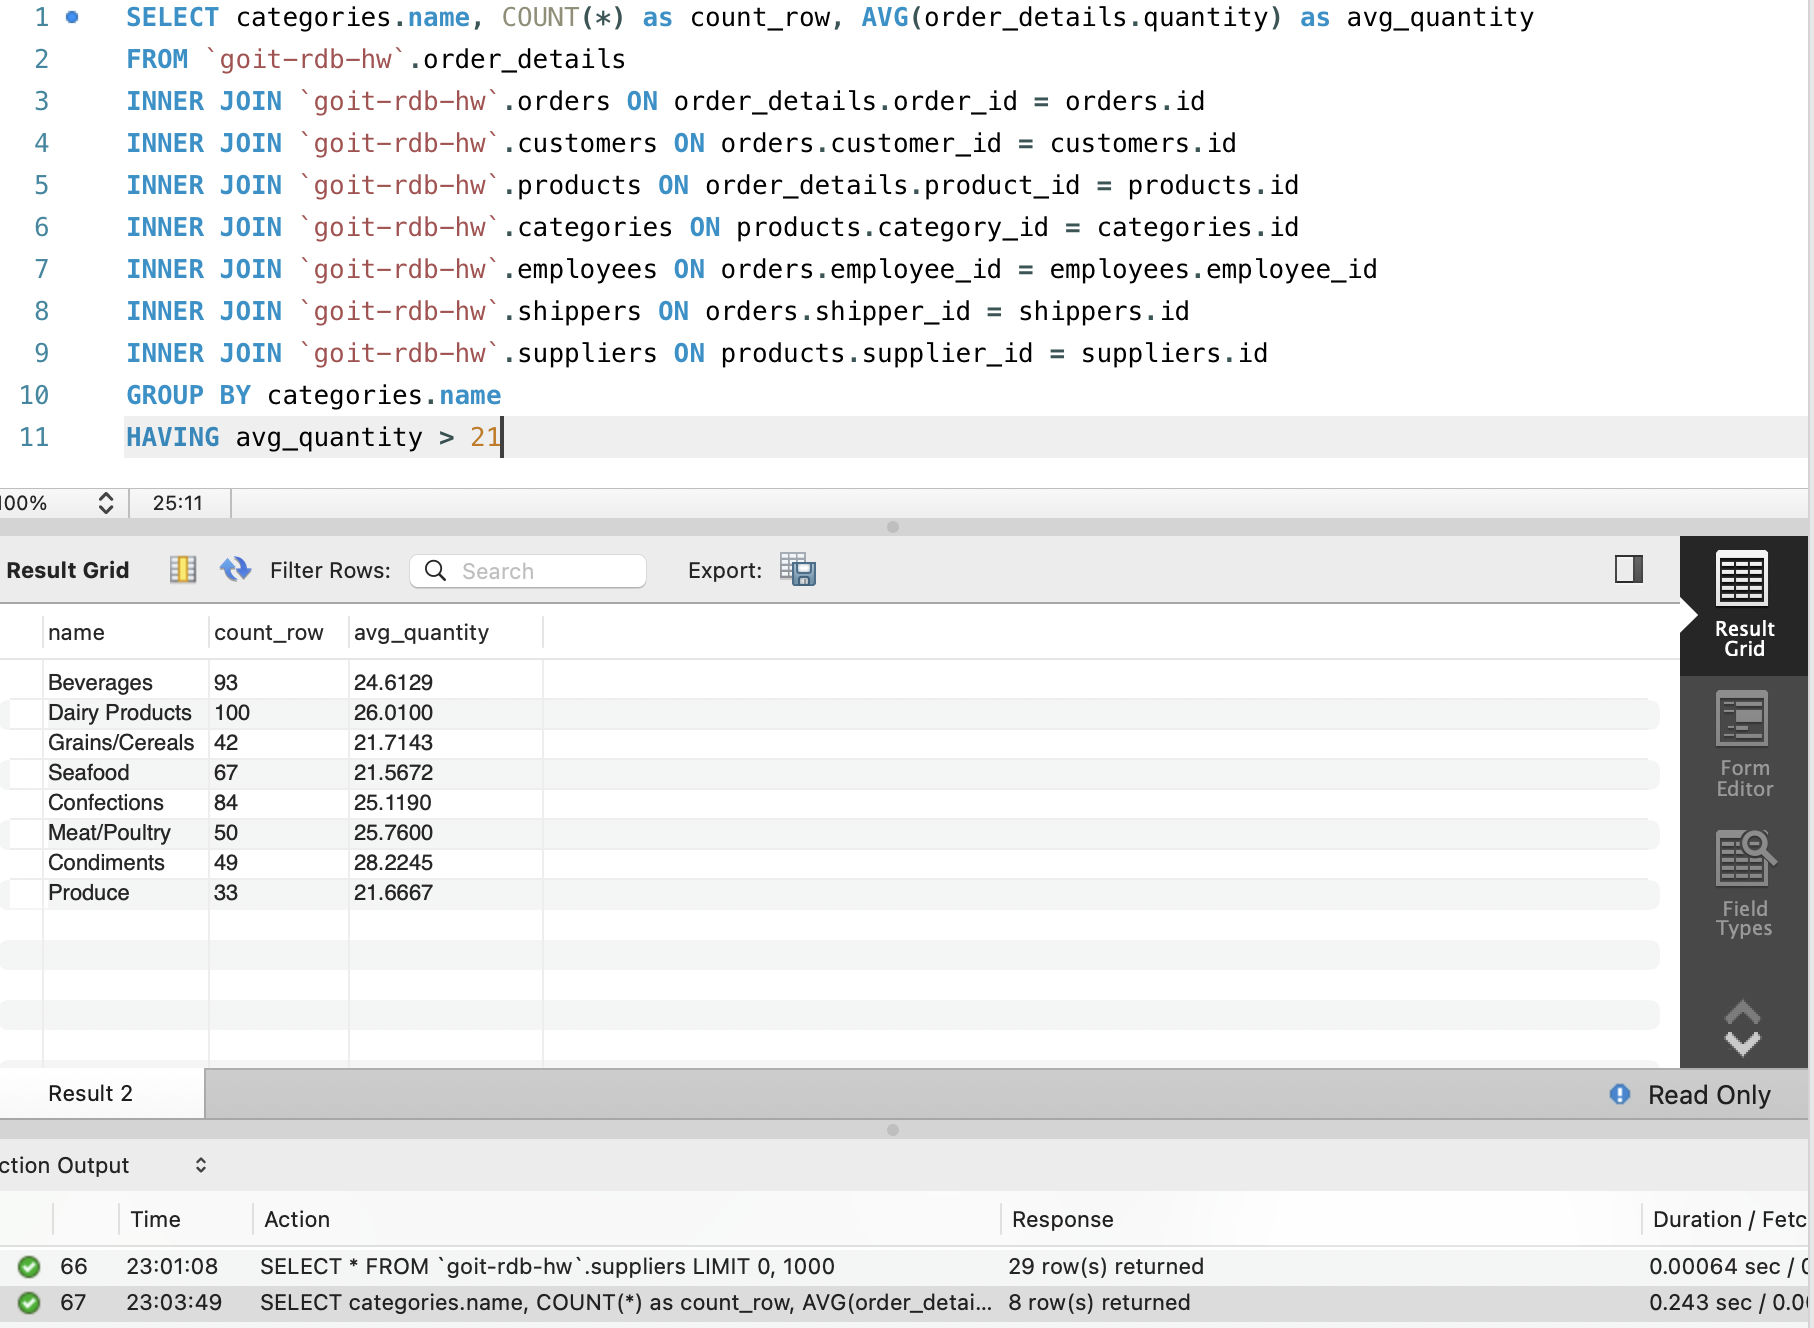 1 SELECT categories.name, COUNT(*) as count_row, AVG(order_details.quantity) as avg_quantity
2 FROM `goit-rdb-hw`.order_details
3 INNER JOIN `goit-rdb-hw`.orders ON order_details.order_id = orders.id
4 INNER JOIN `goit-rdb-hw`.customers ON orders.customer_id = customers.id
5 INNER JOIN `goit-rdb-hw`.products ON order_details.product_id = products.id
6 INNER JOIN `goit-rdb-hw`.categories ON products.category_id = categories.id
7 INNER JOIN `goit-rdb-hw`.employees ON orders.employee_id = employees.employee_id
8 INNER JOIN `goit-rdb-hw`.shippers ON orders.shipper_id = shippers.id
9 INNER JOIN `goit-rdb-hw`.suppliers ON products.supplier_id = suppliers.id
10 GROUP BY categories.name
11 HAVING avg_quantity > 21
100% 25:11
Result Grid Filter Rows: Search Export:
name count_row avg_quantity
Beverages 93 24.6129
Dairy Products 100 26.0100
Grains/Cereals 42 21.7143
Seafood 67 21.5672
Confections 84 25.1190
Meat/Poultry 50 25.7600
Condiments 49 28.2245
Produce 33 21.6667
Result
Grid
Form
Editor
Field
Types
Result 2 Read Only
ction Output
Time Action Response Duration / Fetc
66 23:01:08 SELECT * FROM `goit-rdb-hw`.suppliers LIMIT 0, 1000 29 row(s) returned 0.00064 sec / 0
67 23:03:49 SELECT categories.name, COUNT(*) as count_row, AVG(order_detai... 8 row(s) returned 0.243 sec / 0.00